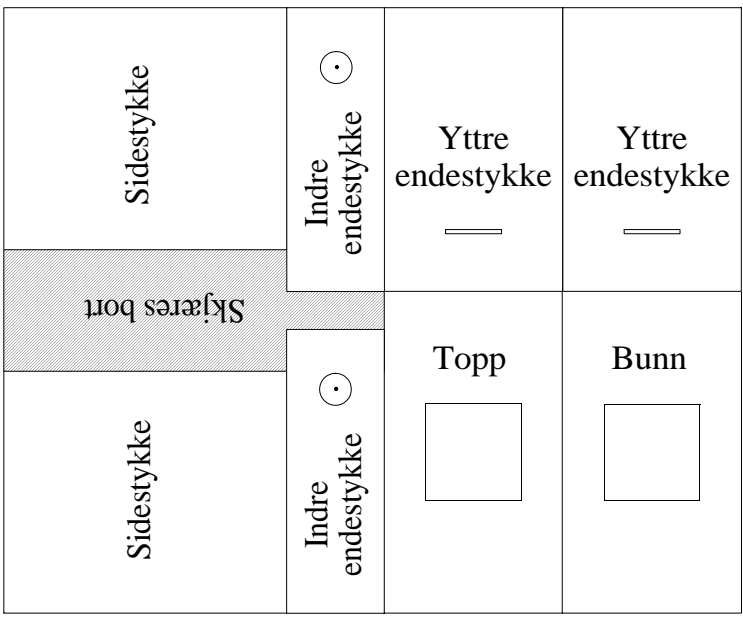 Sidestykke
Indre
endestykke
Yttre
endestykke
Yttre
endestykke
Skjæres bort
Sidestykke
Indre
endestykke
Topp
Bunn